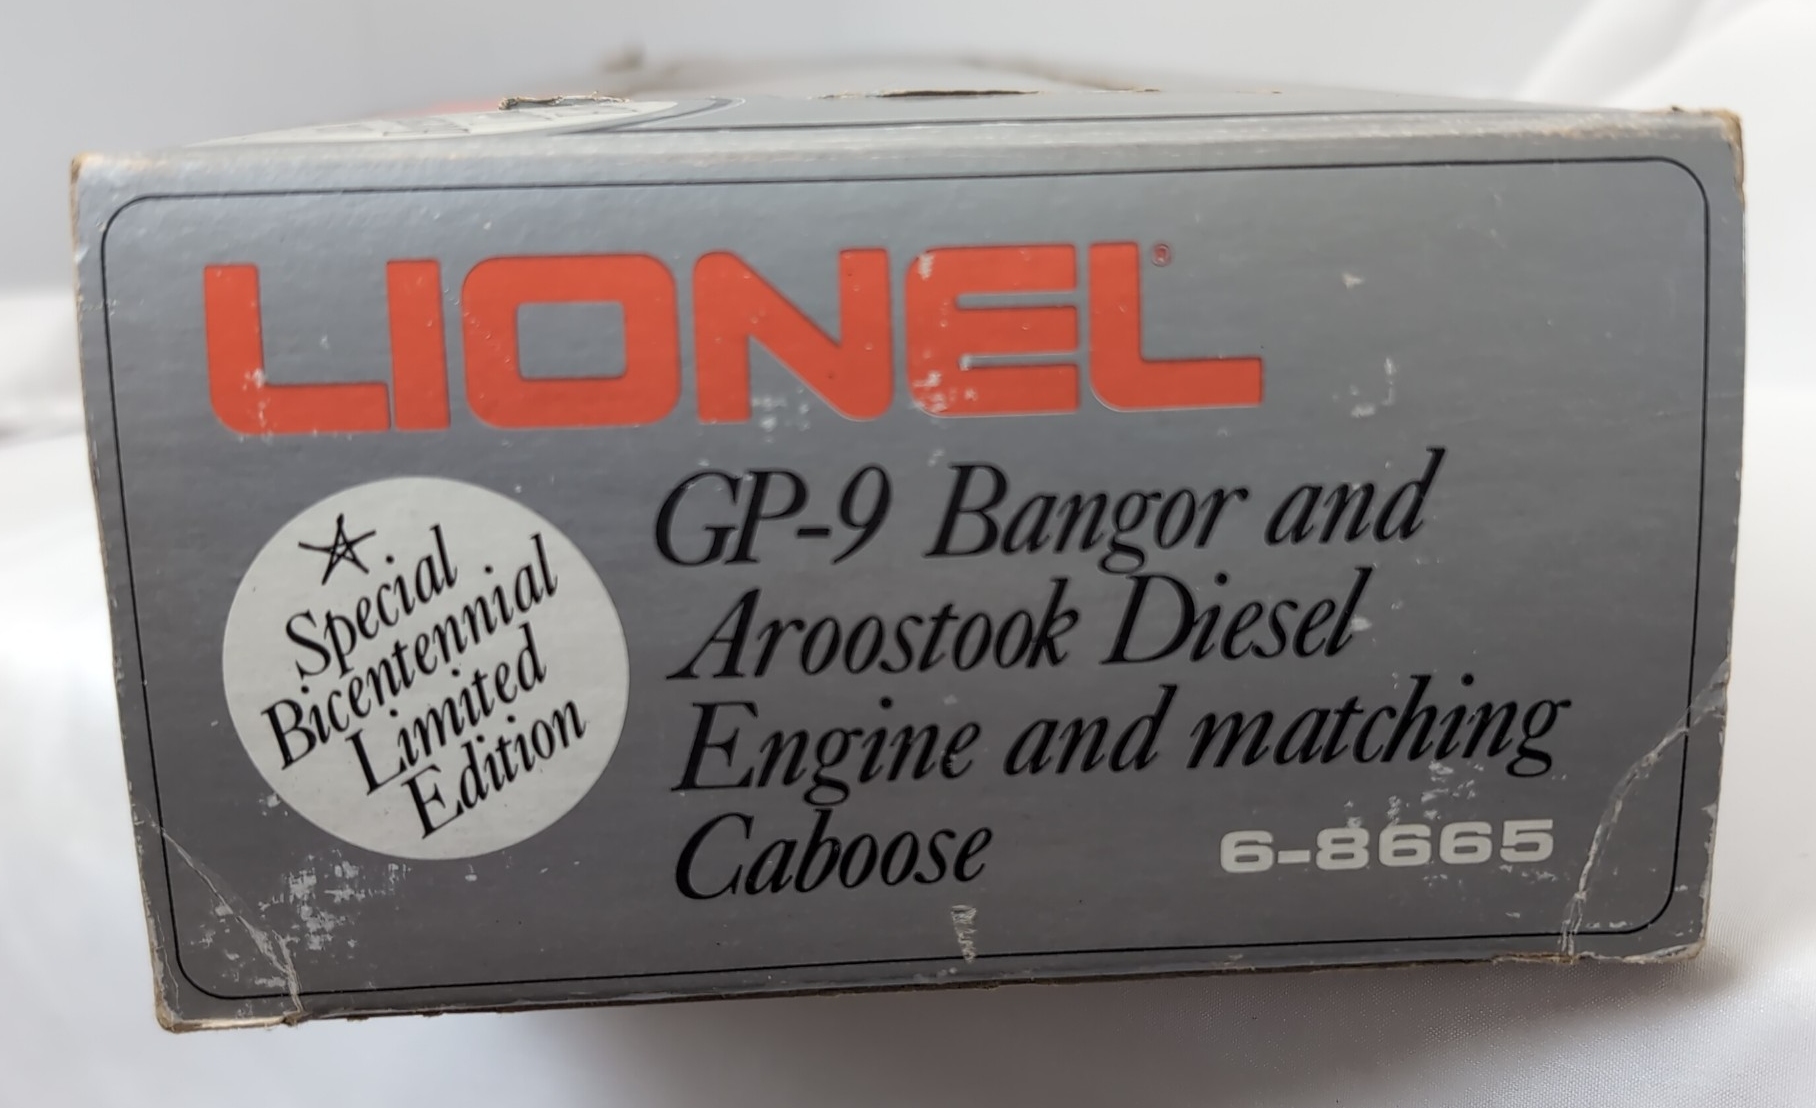 LIONEL®
Special
Bicentennial
Limited
Edition
GP-9 Bangor and
Aroostook Diesel
Engine and matching
Caboose
6-8665